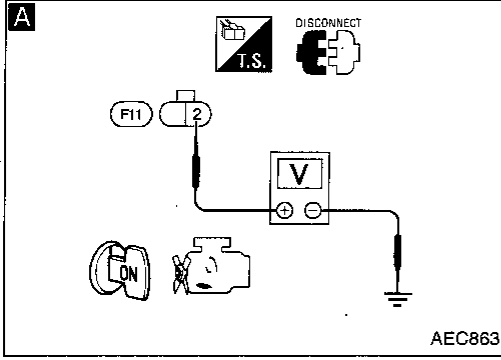 A
DISCONNECT
T.S.
F11
2
V
+ −
ON
AEC863